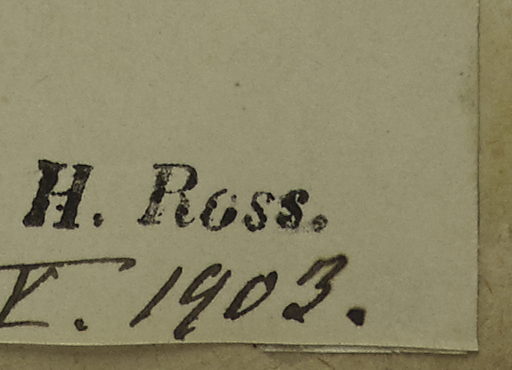 H. Ross.
V. 1903.